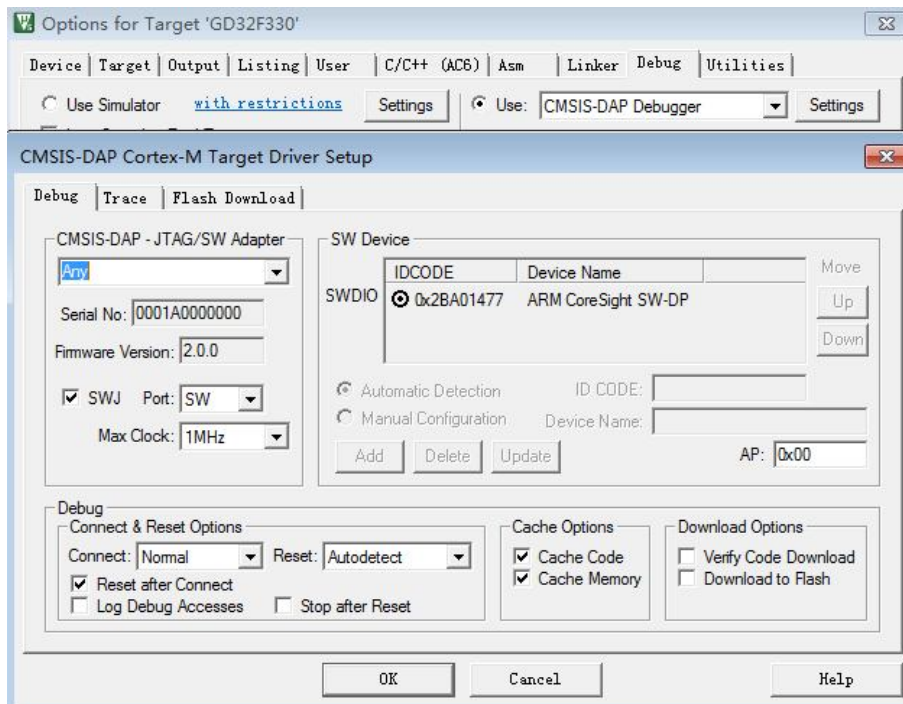 Options for Target 'GD32F330'
Device Target Output Listing User C/C++ (AC6) Asm Linker Debug Utilities
Use Simulator with restrictions Settings Use: CMSIS-DAP Debugger Settings
CMSIS-DAP Cortex-M Target Driver Setup
Debug Trace Flash Download
CMSIS-DAP - JTAG/SW Adapter
Any
Serial No: 0001A0000000
Firmware Version: 2.0.0
SWJ Port: SW
Max Clock: 1MHz
SW Device
IDCODE Device Name
SWDIO 0x2BA01477 ARM CoreSight SW-DP
Move
Up
Down
Automatic Detection ID CODE:
Manual Configuration Device Name:
Add Delete Update AP: 0x00
Debug
Connect & Reset Options
Connect: Normal Reset: Autodetect
Reset after Connect
Log Debug Accesses Stop after Reset
Cache Options
Cache Code
Cache Memory
Download Options
Verify Code Download
Download to Flash
OK Cancel Help